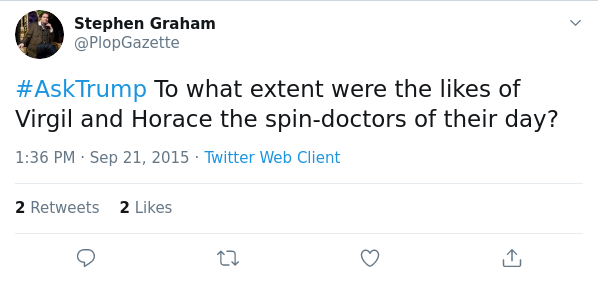 Stephen Graham
@PlopGazette
#AskTrump To what extent were the likes of
Virgil and Horace the spin-doctors of their day?
1:36 PM · Sep 21, 2015 · Twitter Web Client
2 Retweets 2 Likes